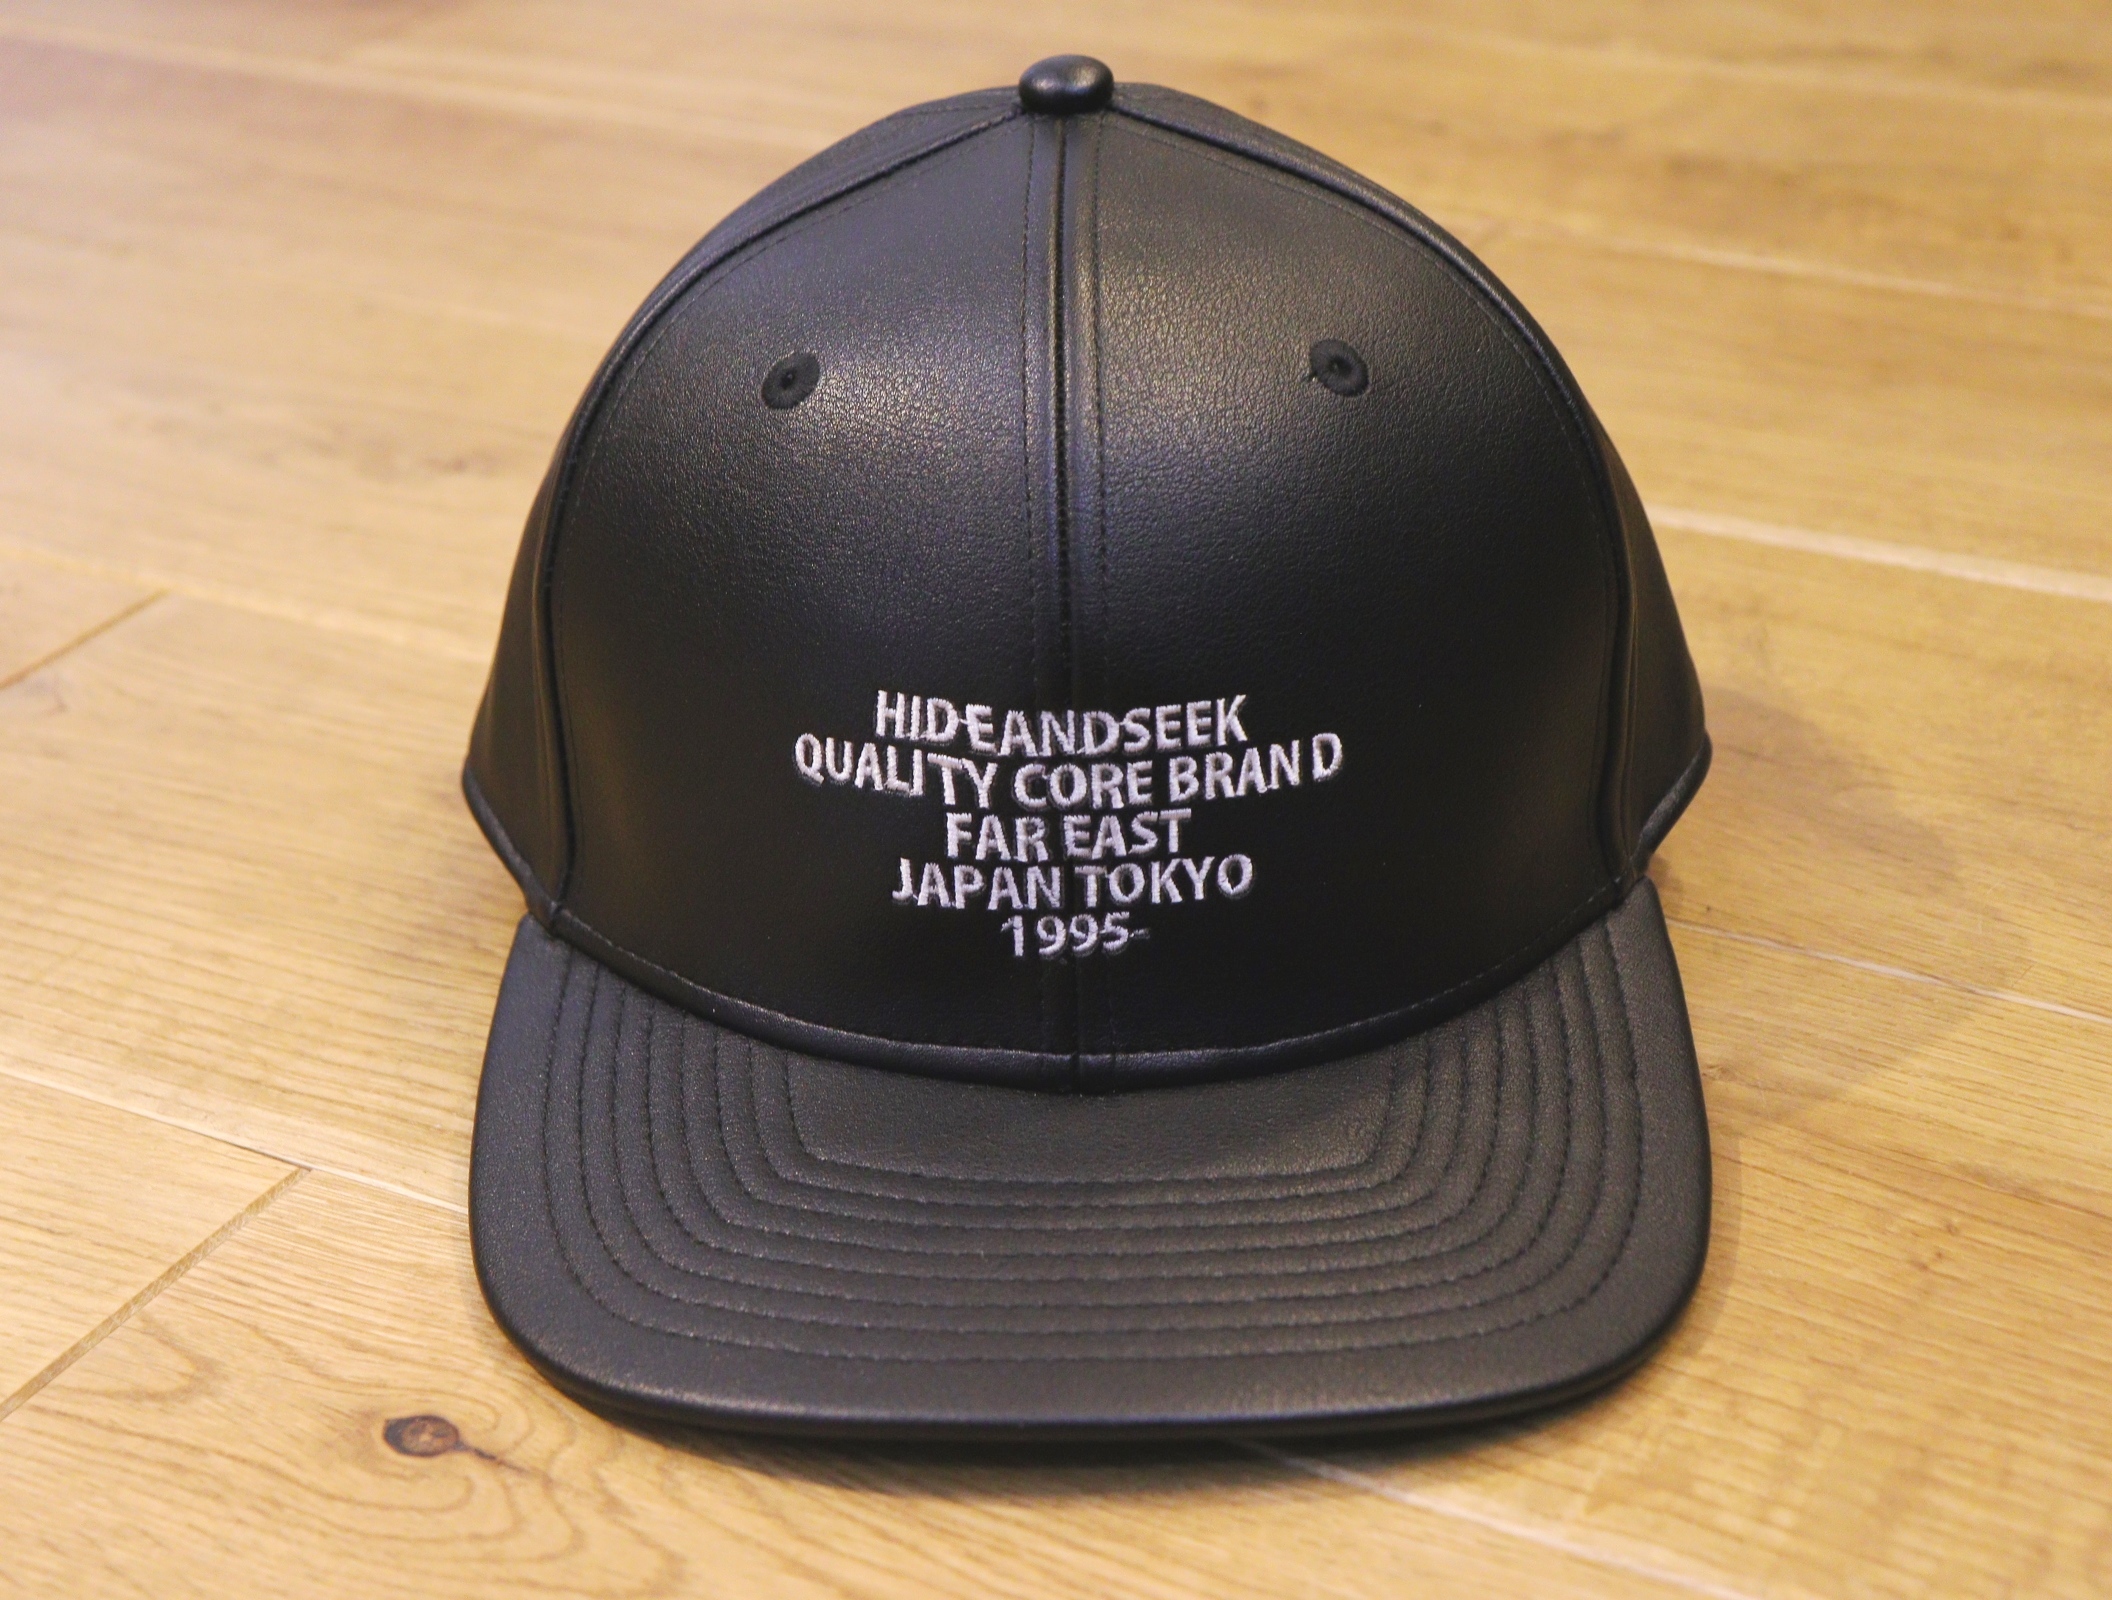 HIDEANDSEEK
QUALITY CORE BRAND
FAR EAST
JAPAN TOKYO
1995-